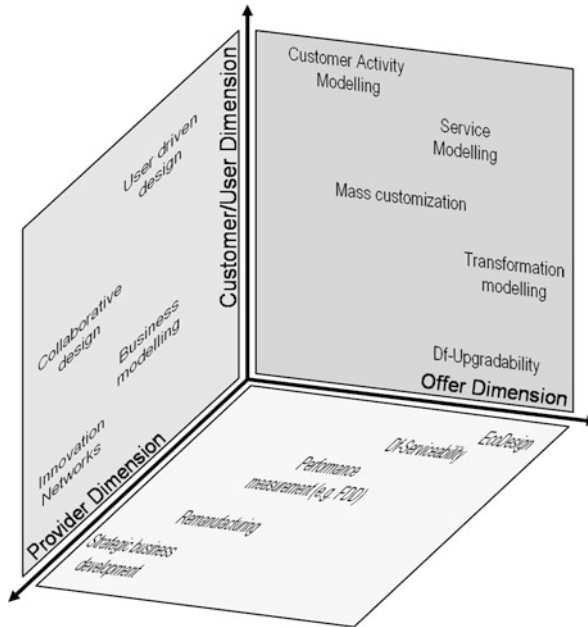 Customer Activity
Modelling
Service
Modelling
Mass customization
Transformation
modelling
Df-Upgradability
Offer Dimension
Customer/User Dimension
User driven
design
Collaborative
design
Business
modelling
Innovation
Networks
Provider Dimension
EcoDesign
Df-Serviceability
Performance
measurement (e.g. FDD)
Remanufacturing
Strategic business
development